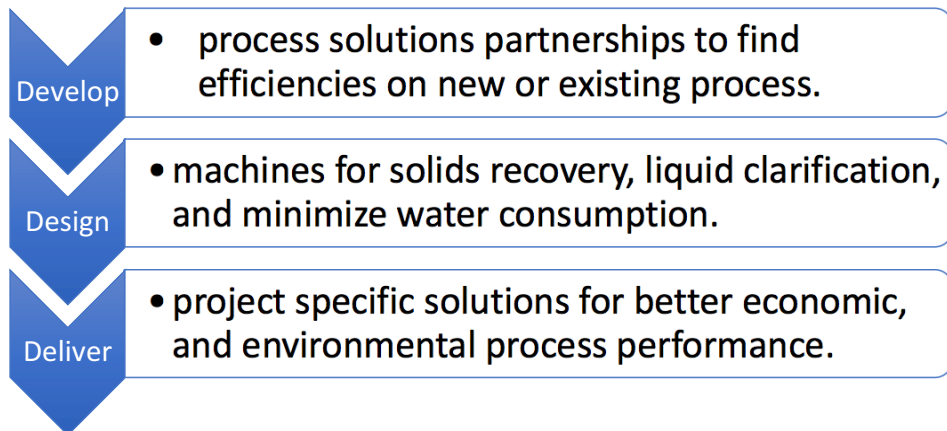 Develop
• process solutions partnerships to find
efficiencies on new or existing process.
Design
• machines for solids recovery, liquid clarification,
and minimize water consumption.
Deliver
• project specific solutions for better economic,
and environmental process performance.